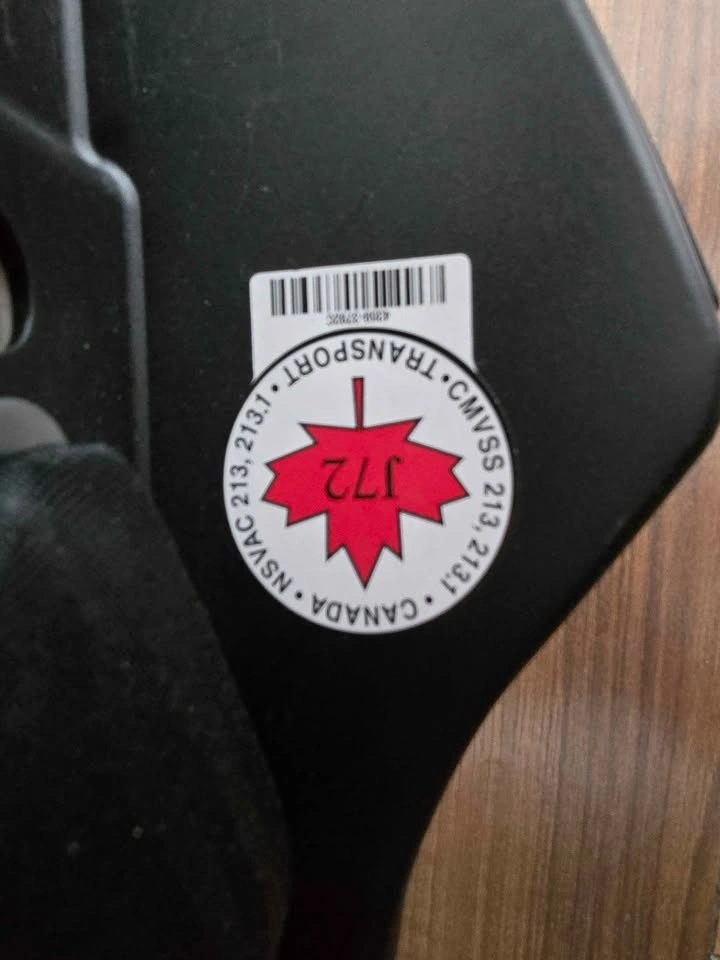 CANADA • NSVAC 213, 213.1 • TRANSPORT • CMVSS 213, 213.1 •
J72